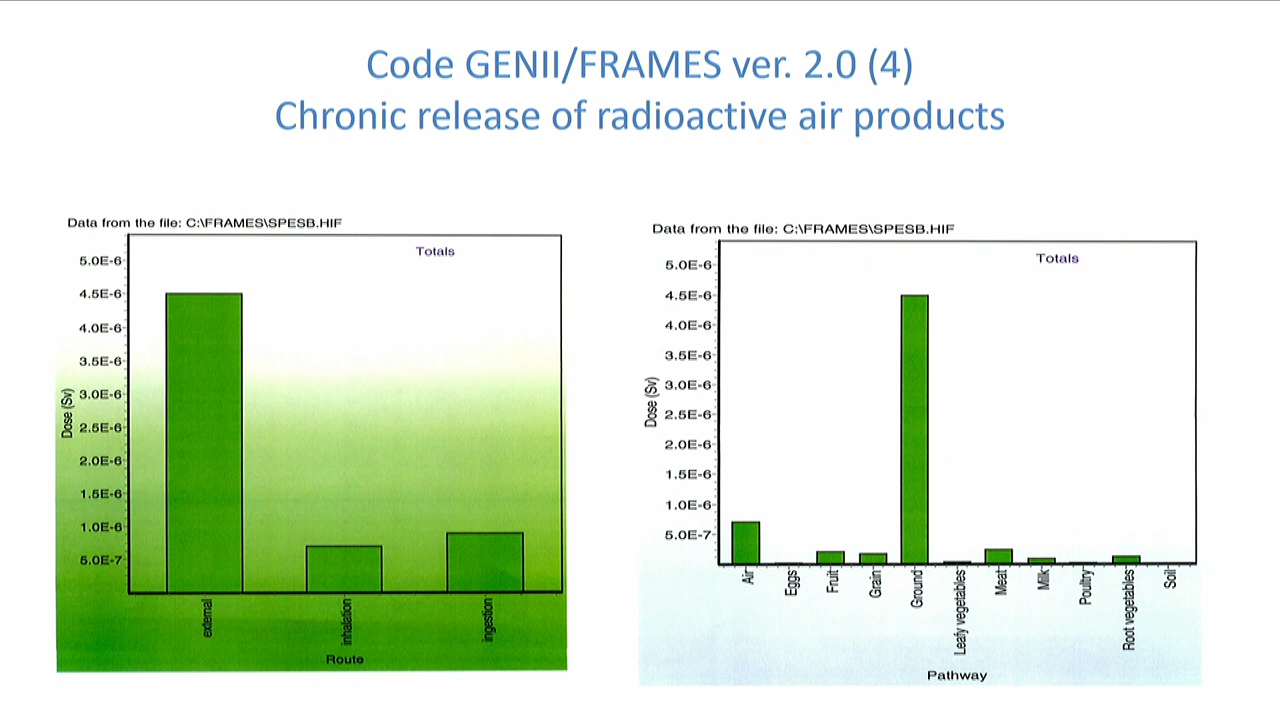 Code GENII/FRAMES ver. 2.0 (4)
Chronic release of radioactive air products
Data from the file: C:\FRAMES\SPESB.HIF
Totals
5.0E-6
4.5E-6
4.0E-6
3.5E-6
3.0E-6
2.5E-6
2.0E-6
1.5E-6
1.0E-6
5.0E-7
Dose (Sv)
external
inhalation
ingestion
Route
Data from the file: C:\FRAMES\SPESB.HIF
Totals
5.0E-6
4.5E-6
4.0E-6
3.5E-6
3.0E-6
2.5E-6
2.0E-6
1.5E-6
1.0E-6
5.0E-7
Dose (Sv)
Air
Eggs
Fruit
Grain
Ground
Leafy vegetables
Meat
Milk
Poultry
Root vegetables
Soil
Pathway